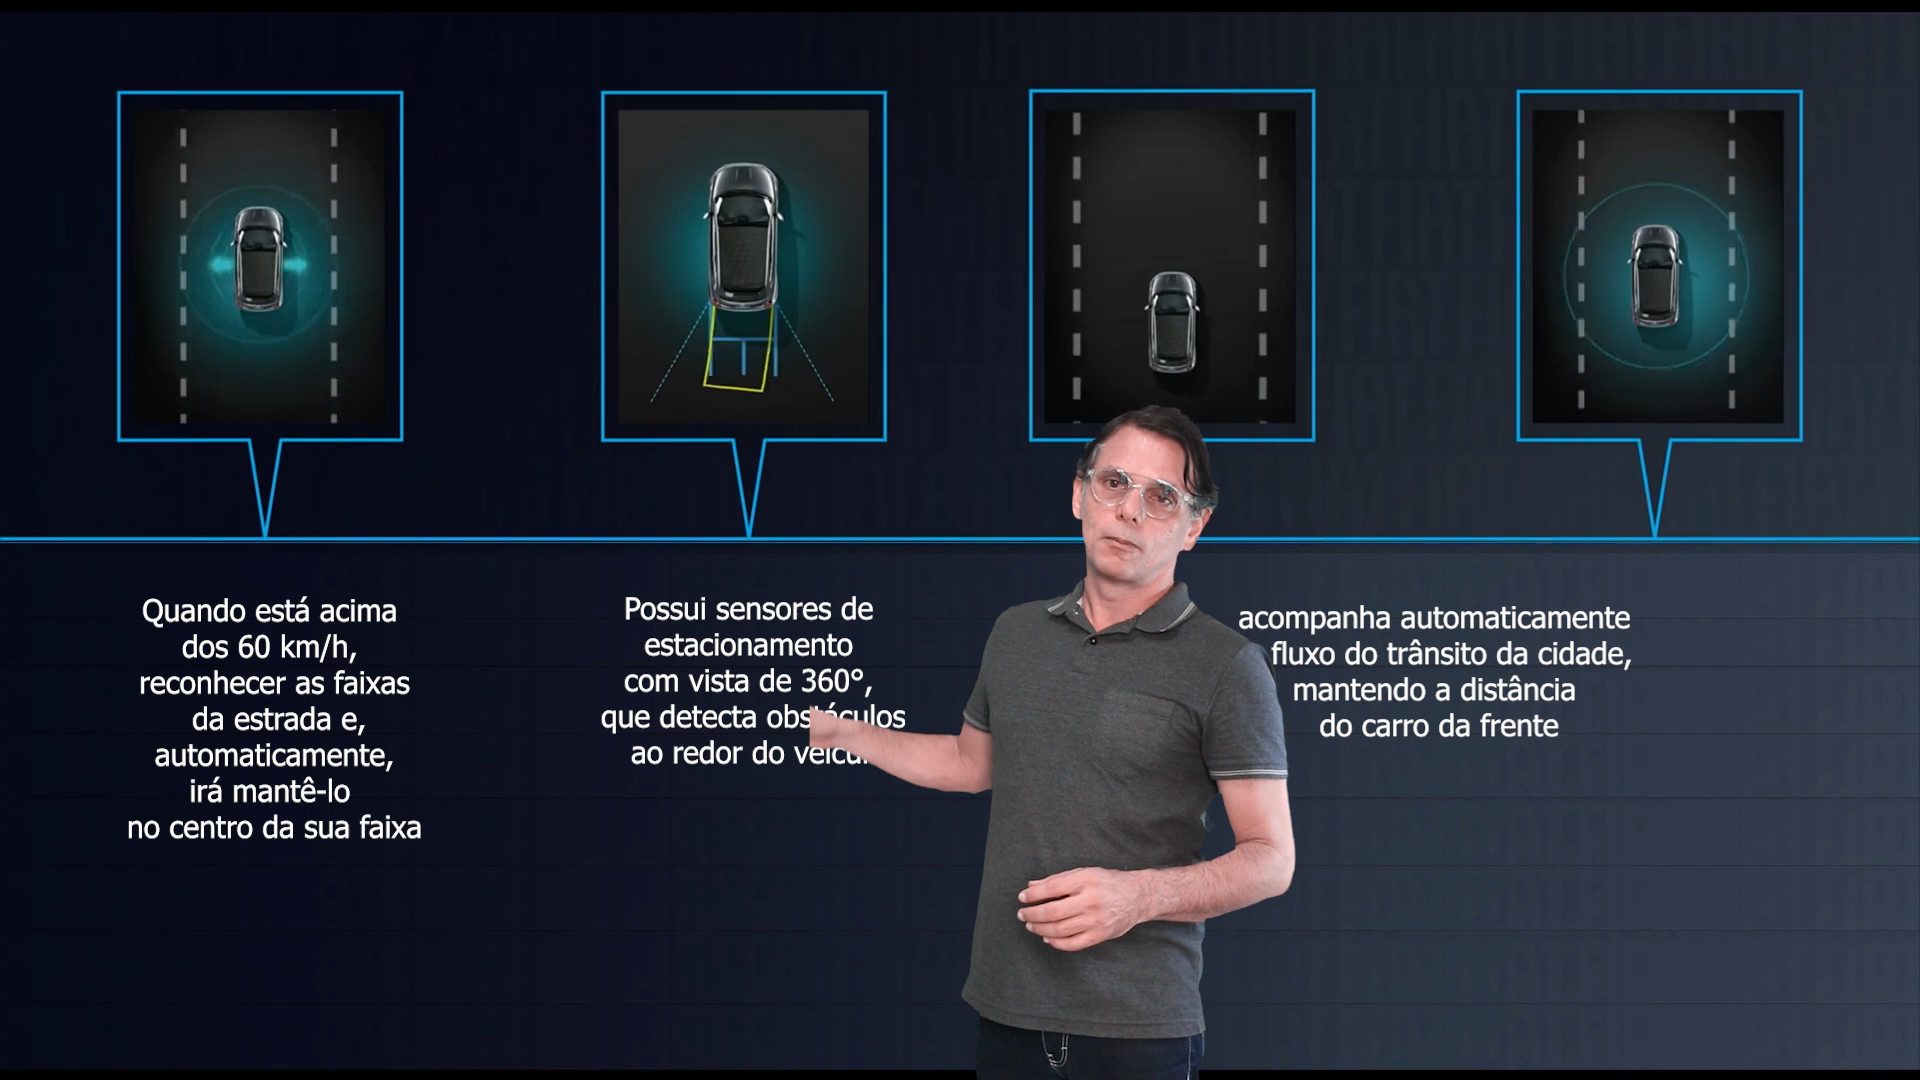 Quando está acima
dos 60 km/h,
reconhecer as faixas
da estrada e,
automaticamente,
irá mantê-lo
no centro da sua faixa
Possui sensores de
estacionamento
com vista de 360°,
que detecta obstáculos
ao redor do
acompanha automaticamente
fluxo do trânsito da cidade,
mantendo a distância
do carro da frente